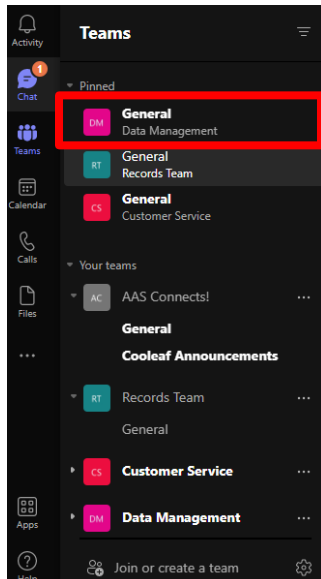 Activity
1
Chat
Teams
Calendar
Calls
Files
Apps
Help
Teams
Pinned
DM
General
Data Management
RT
General
Records Team
CS
General
Customer Service
Your teams
AC AAS Connects! ...
General
Cooleaf Announcements
RT Records Team ...
General
CS Customer Service ...
DM Data Management ...
Join or create a team